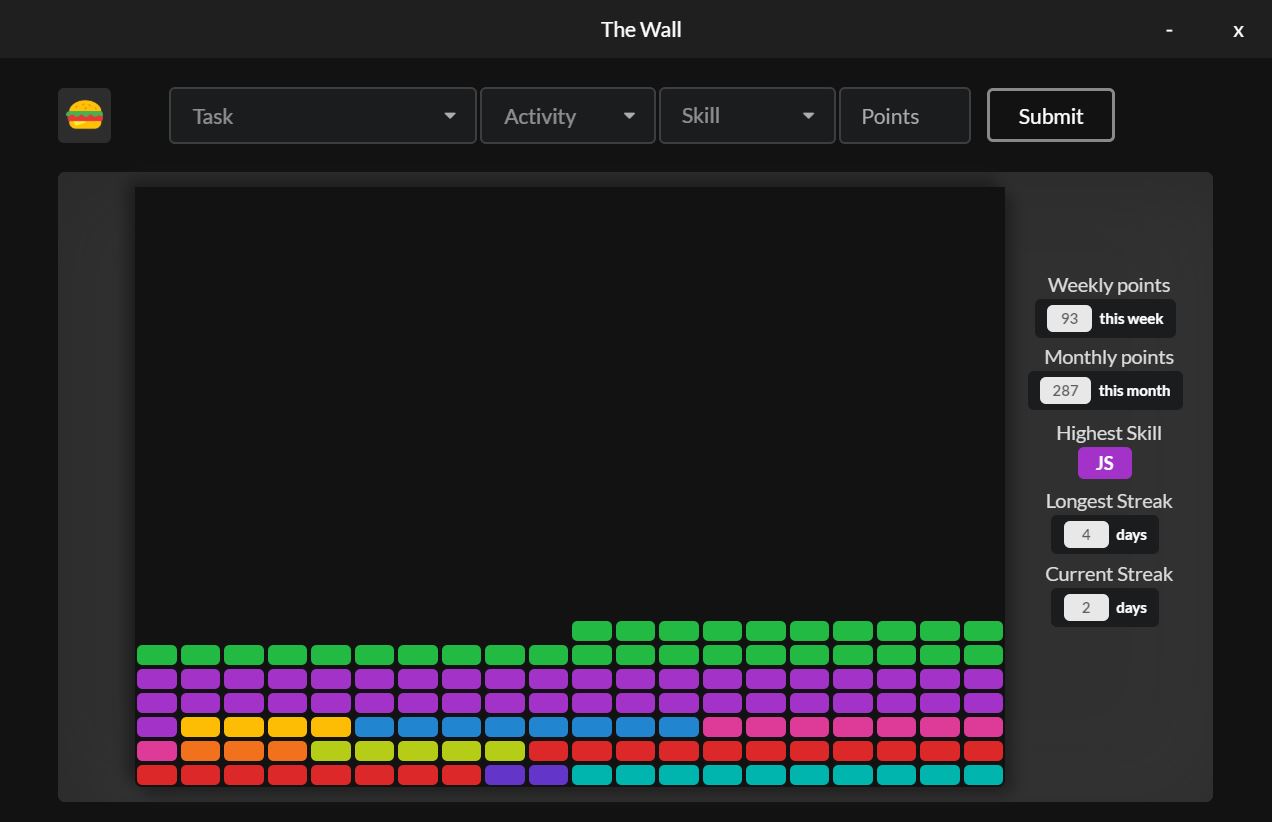 The Wall
-
x
Task
Activity
Skill
Points
Submit
Weekly points
93 this week
Monthly points
287 this month
Highest Skill
JS
Longest Streak
4 days
Current Streak
2 days